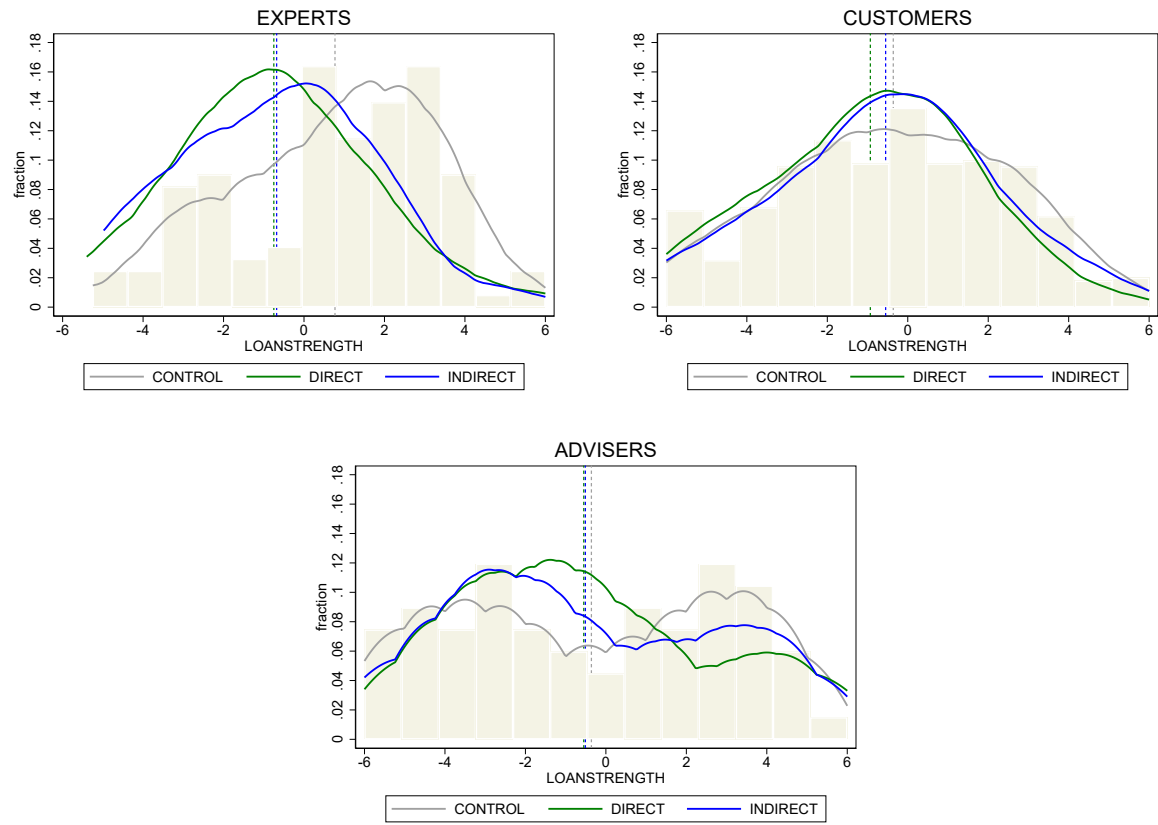 EXPERTS
fraction
0 .02 .04 .06 .08 .1 .12 .14 .16 .18
-6 -4 -2 0 2 4 6
LOANSTRENGTH
CONTROL DIRECT INDIRECT
CUSTOMERS
fraction
0 .02 .04 .06 .08 .1 .12 .14 .16 .18
-6 -4 -2 0 2 4 6
LOANSTRENGTH
CONTROL DIRECT INDIRECT
ADVISERS
fraction
0 .02 .04 .06 .08 .1 .12 .14 .16 .18
-6 -4 -2 0 2 4 6
LOANSTRENGTH
CONTROL DIRECT INDIRECT